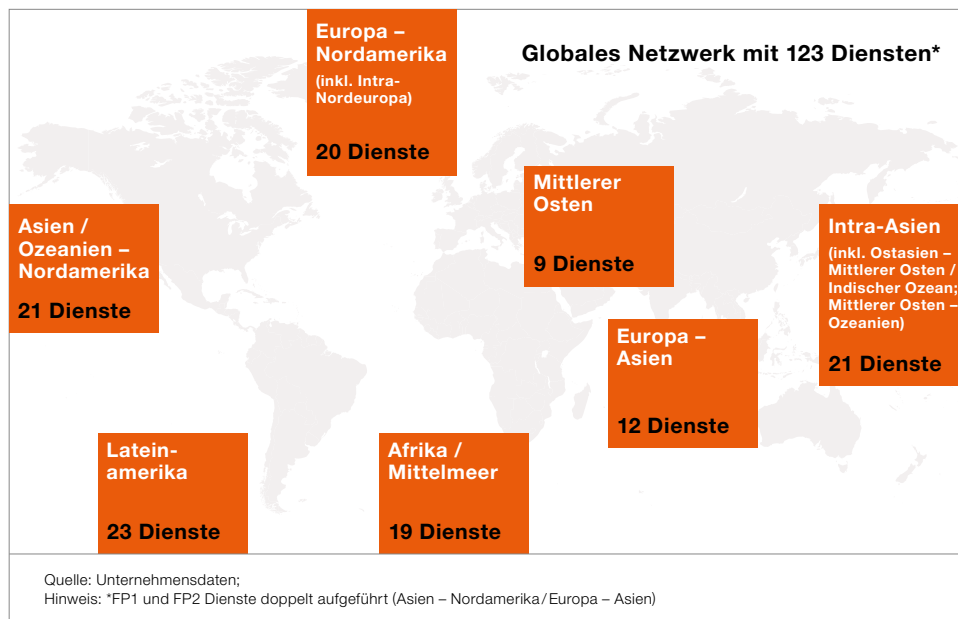 Globales Netzwerk mit 123 Diensten*
Europa –
Nordamerika
(inkl. Intra-
Nordeuropa)
20 Dienste
Mittlerer
Osten
9 Dienste
Asien /
Ozeanien –
Nordamerika
21 Dienste
Intra-Asien
(inkl. Ostasien –
Mittlerer Osten /
Indischer Ozean;
Mittlerer Osten –
Ozeanien)
21 Dienste
Europa –
Asien
12 Dienste
Latein-
amerika
23 Dienste
Afrika /
Mittelmeer
19 Dienste
Quelle: Unternehmensdaten;
Hinweis: *FP1 und FP2 Dienste doppelt aufgeführt (Asien – Nordamerika/Europa – Asien)